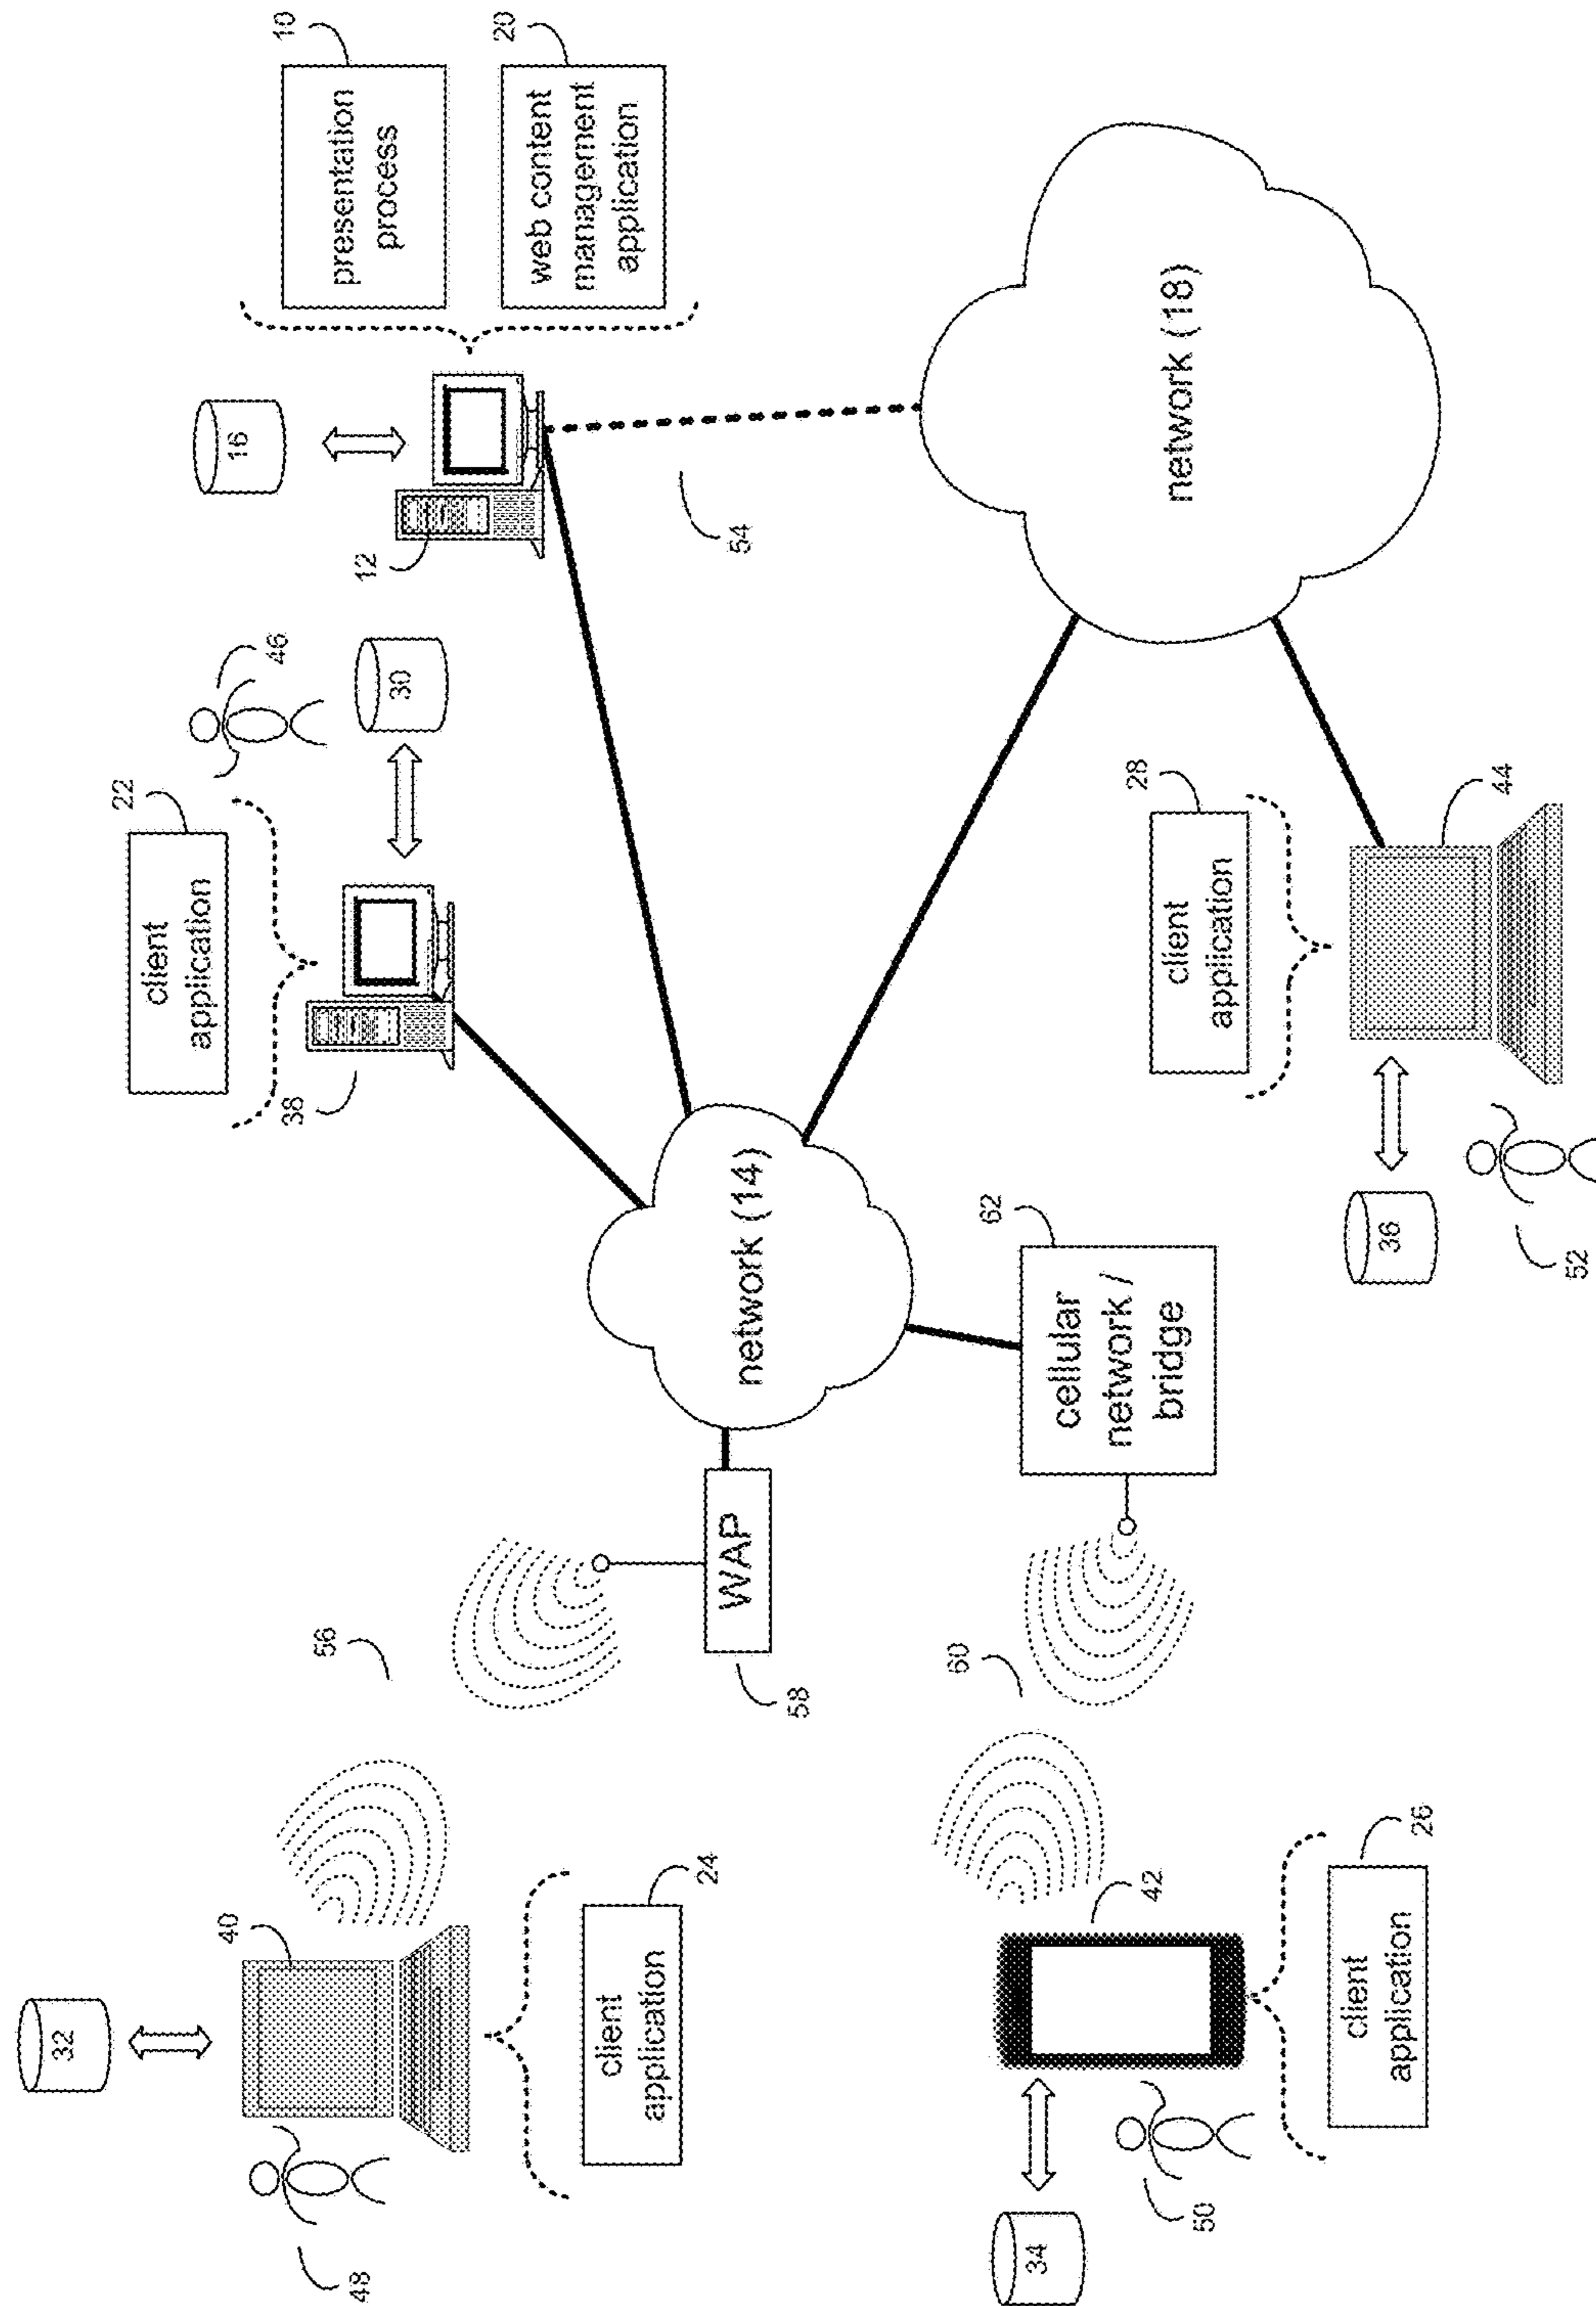 32
22
client
application
40
16
46
10
presentation
process
38
56
48
12
30
20
web content
management
application
client
application
24
54
WAP
network (14)
58
60
62
34
cellular
network /
bridge
28
client
application
42
network (18)
50
client
application
26
36
44
52